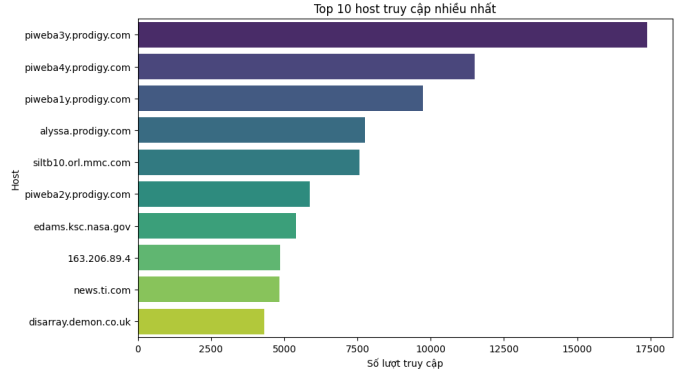 Top 10 host truy cập nhiều nhất
Host
piweba3y.prodigy.com
piweba4y.prodigy.com
piweba1y.prodigy.com
alyssa.prodigy.com
siltb10.orl.mmc.com
piweba2y.prodigy.com
edams.ksc.nasa.gov
163.206.89.4
news.ti.com
disarray.demon.co.uk
0 2500 5000 7500 10000 12500 15000 17500
Số lượt truy cập